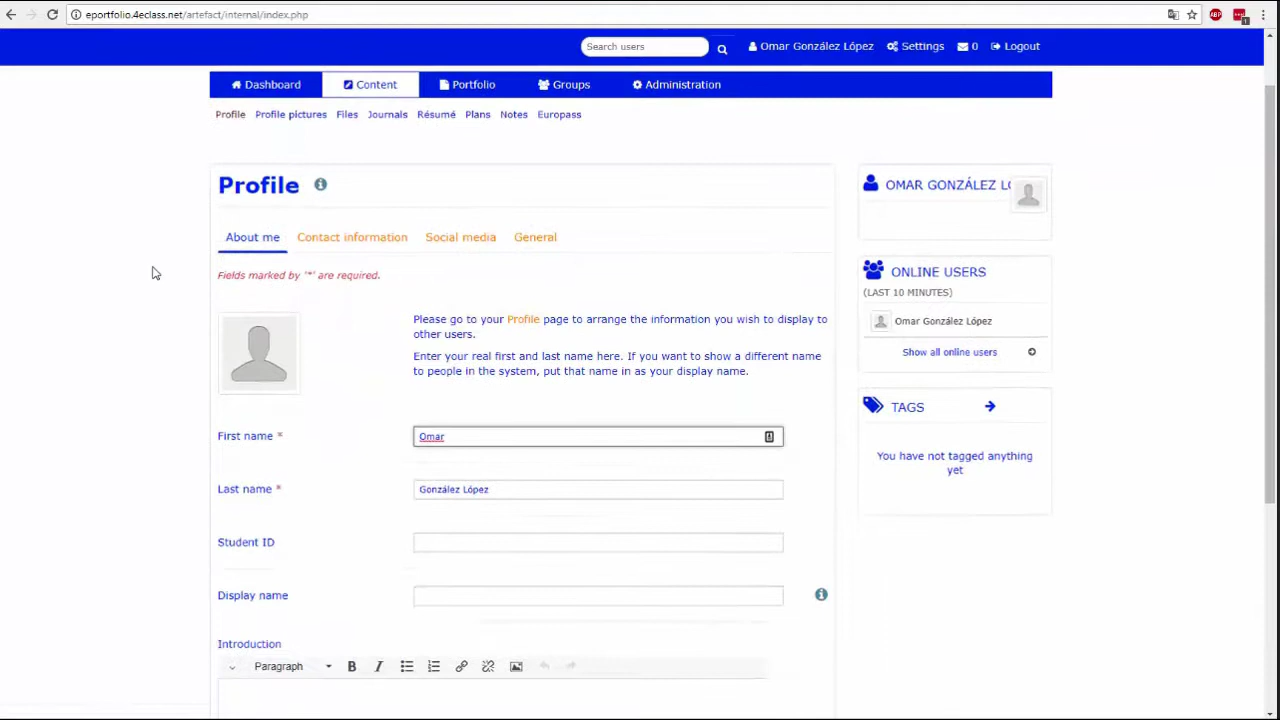 eportfolio.4eclass.net/artefact/internal/index.php
ABP
1
Search users
Omar González López
Settings
0
Logout
Dashboard
Content
Portfolio
Groups
Administration
Profile
Profile pictures
Files
Journals
Résumé
Plans
Notes
Europass
Profile
About me
Contact information
Social media
General
Fields marked by '*' are required.
Please go to your Profile page to arrange the information you wish to display to
other users.
Enter your real first and last name here. If you want to show a different name
to people in the system, put that name in as your display name.
First name *
Omar
Last name *
González López
Student ID
Display name
Introduction
Paragraph
B
I
OMAR GONZÁLEZ L
ONLINE USERS
(LAST 10 MINUTES)
Omar González López
Show all online users
TAGS
You have not tagged anything
yet